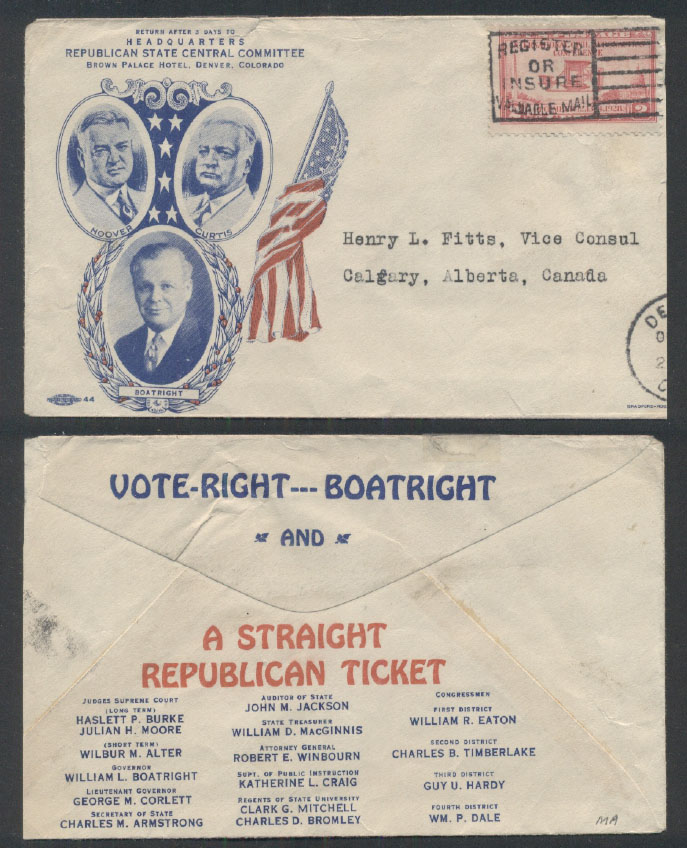 RETURN AFTER 5 DAYS TO
HEADQUARTERS
REPUBLICAN STATE CENTRAL COMMITTEE
BROWN PALACE HOTEL, DENVER, COLORADO
REGISTER
OR
INSURE
VALUABLE MAIL
HOOVER
CURTIS
Henry L. Fitts, Vice Consul
Calgary, Alberta, Canada
BOATRIGHT
44
DE
VOTE-RIGHT---BOATRIGHT
AND
A STRAIGHT
REPUBLICAN TICKET
JUDGES SUPREME COURT
(LONG TERM)
HASLETT P. BURKE
JULIAN H. MOORE
(SHORT TERM)
WILBUR M. ALTER
GOVERNOR
WILLIAM L. BOATRIGHT
LIEUTENANT GOVERNOR
GEORGE M. CORLETT
SECRETARY OF STATE
CHARLES M. ARMSTRONG
AUDITOR OF STATE
JOHN M. JACKSON
STATE TREASURER
WILLIAM D. MACGINNIS
ATTORNEY GENERAL
ROBERT E. WINBOURN
SUPT. OF PUBLIC INSTRUCTION
KATHERINE L. CRAIG
REGENTS OF STATE UNIVERSITY
CLARK G. MITCHELL
CHARLES D. BROMLEY
CONGRESSMEN
FIRST DISTRICT
WILLIAM R. EATON
SECOND DISTRICT
CHARLES B. TIMBERLAKE
THIRD DISTRICT
GUY U. HARDY
FOURTH DISTRICT
WM. P. DALE
MA